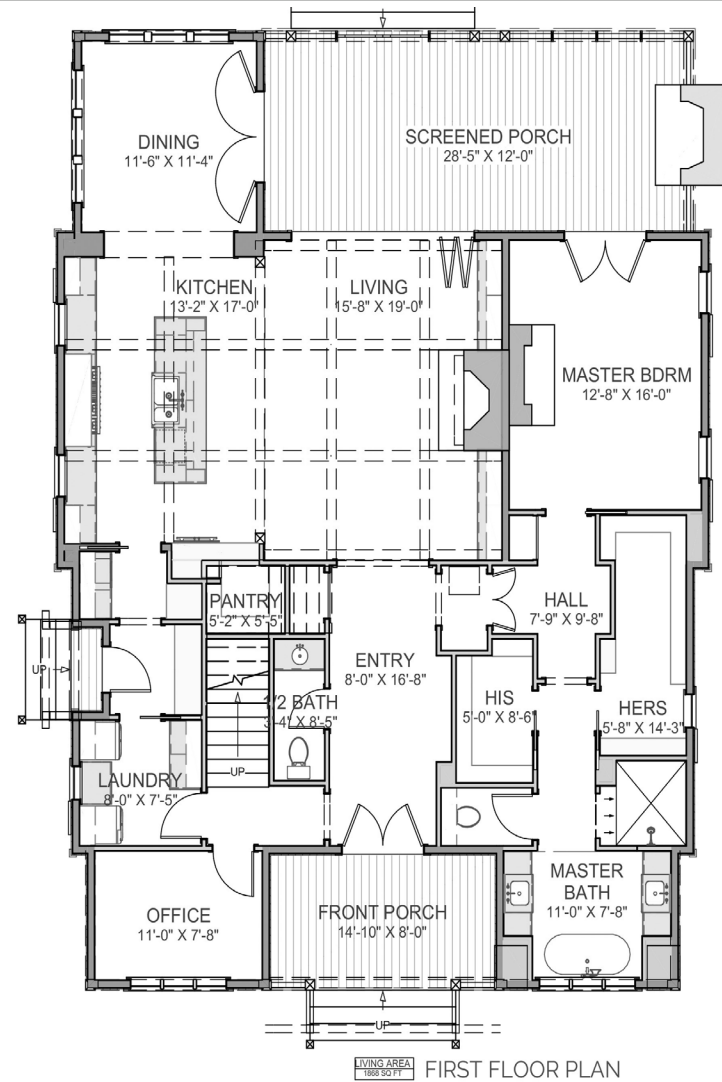 DINING
11'-6" X 11'-4"
SCREENED PORCH
28'-5" X 12'-0"
KITCHEN
13'-2" X 17'-0"
LIVING
15'-8" X 19'-0"
MASTER BDRM
12'-8" X 16'-0"
PANTRY
5'-2" X 5'-5"
HALL
7'-9" X 9'-8"
UP
ENTRY
8'-0" X 16'-8"
1/2 BATH
3'-4" X 8'-5"
HIS
5'-0" X 8'-6"
HERS
5'-8" X 14'-3"
UP
LAUNDRY
8'-0" X 7'-5"
MASTER
BATH
11'-0" X 7'-8"
OFFICE
11'-0" X 7'-8"
FRONT PORCH
14'-10" X 8'-0"
UP
LIVING AREA
1868 SQ FT
FIRST FLOOR PLAN